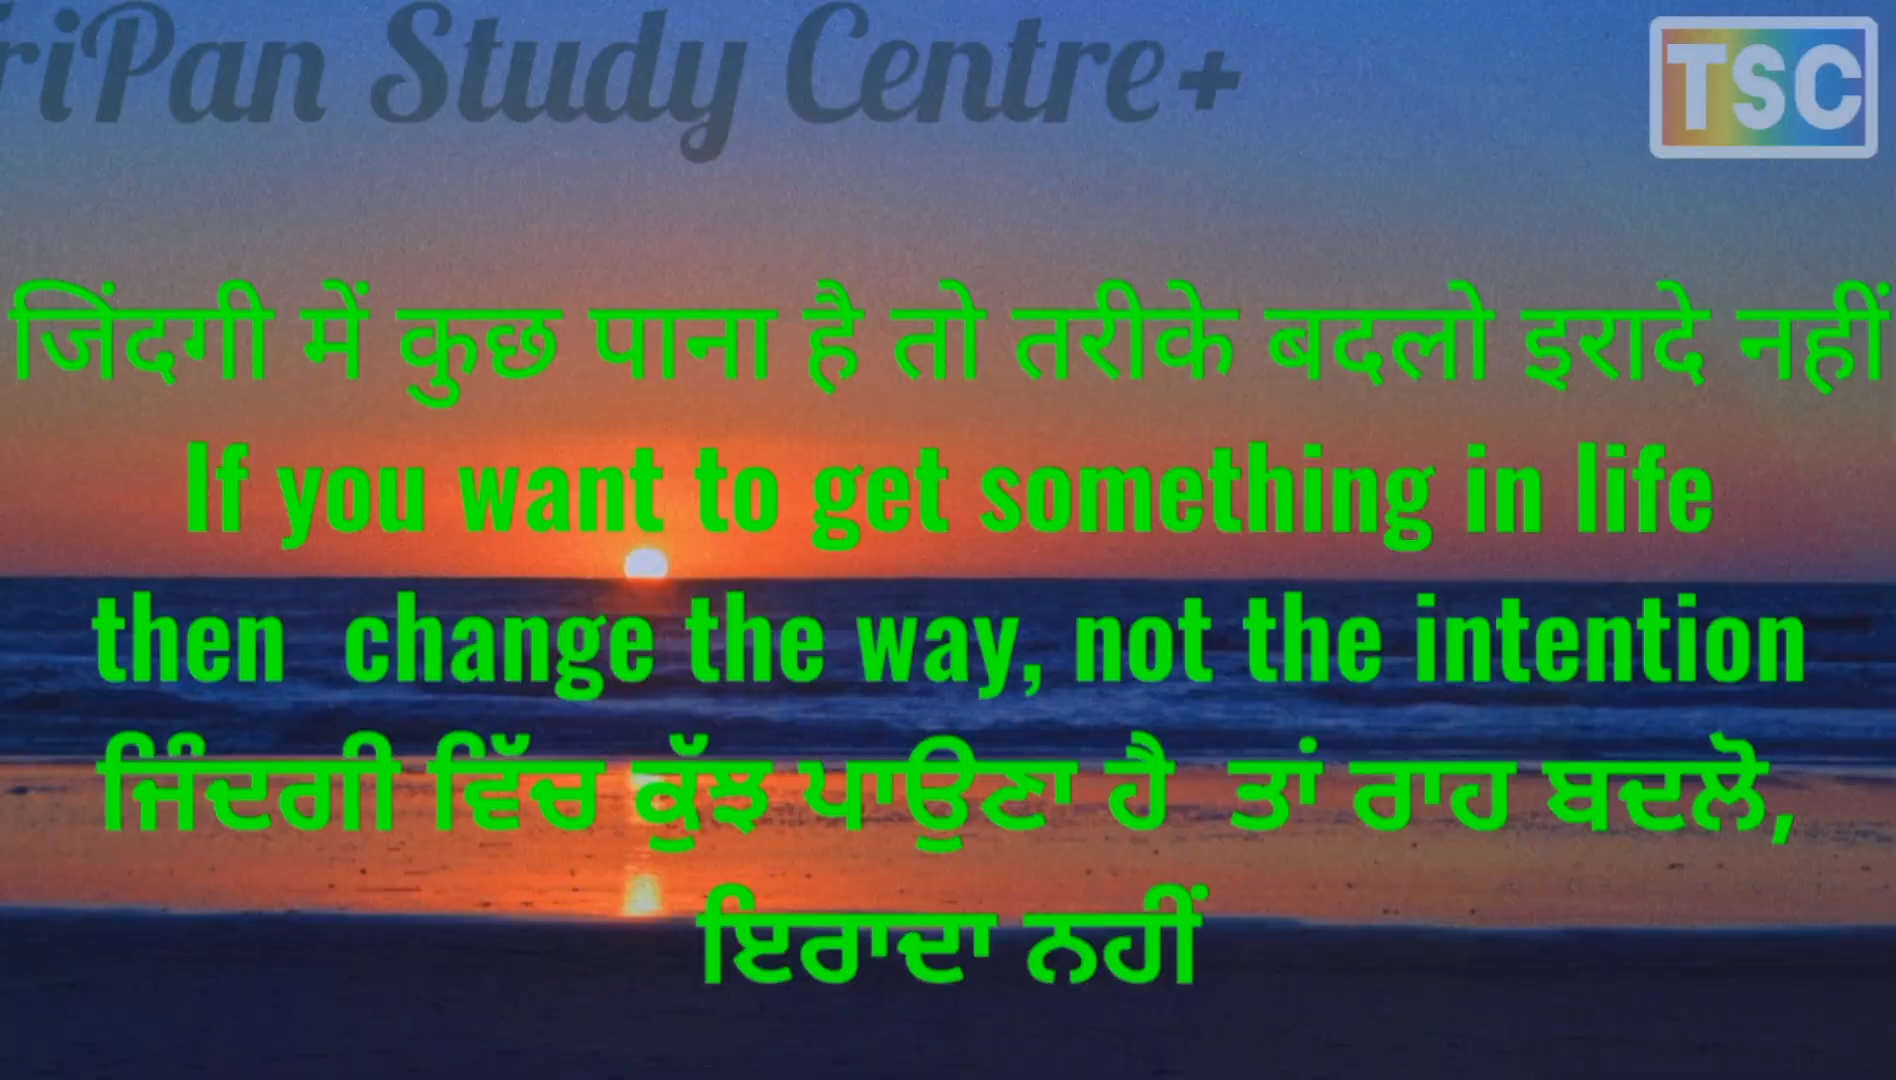 riPan Study Centre+
TSC
जिंदगी में कुछ पाना है तो तरीके बदलो इरादे नहीं
If you want to get something in life
then change the way, not the intention
ਜਿੰਦਗੀ ਵਿੱਚ ਕੁੱਝ ਪਾਉਣਾ ਹੈ ਤਾਂ ਰਾਹ ਬਦਲੋ,
ਇਰਾਦਾ ਨਹੀਂ